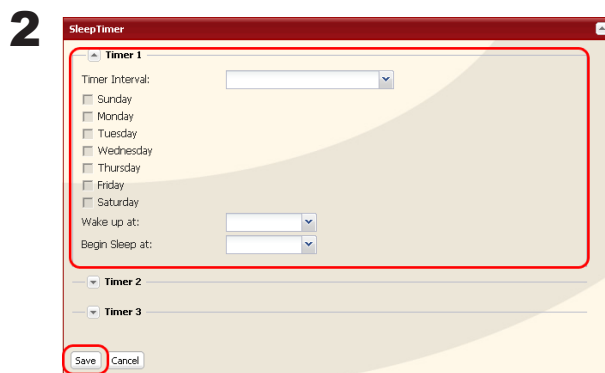 2
SleepTimer
Timer 1
Timer Interval:
Sunday
Monday
Tuesday
Wednesday
Thursday
Friday
Saturday
Wake up at:
Begin Sleep at:
Timer 2
Timer 3
Save Cancel